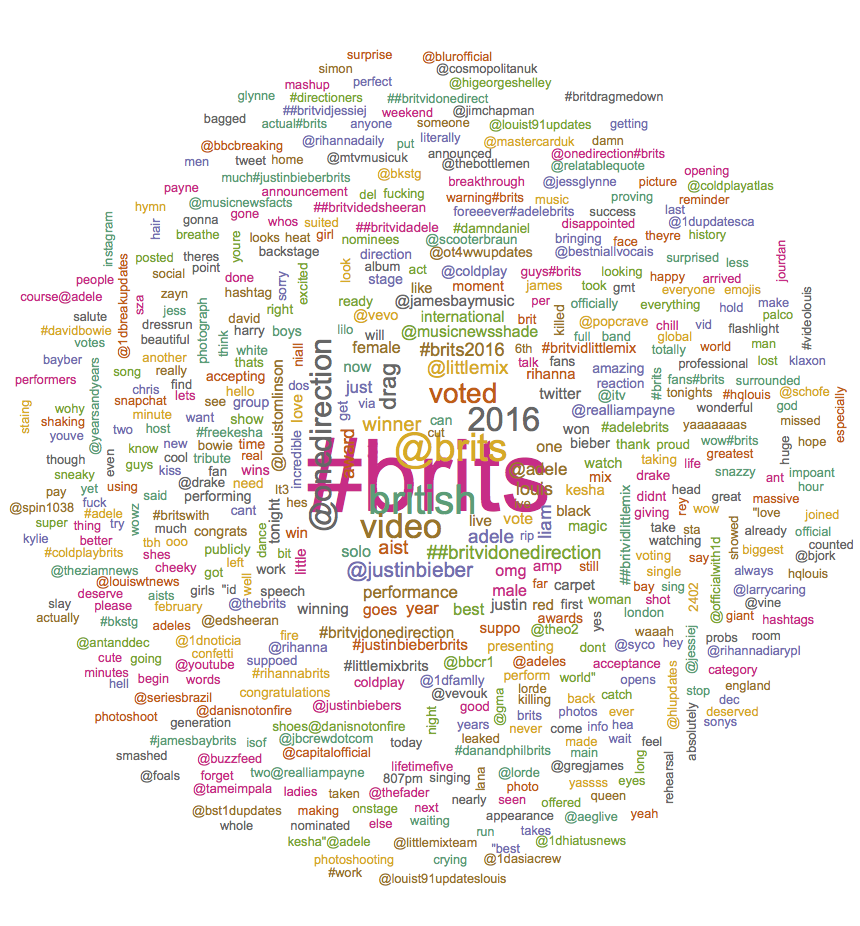 surprise
@blurofficial
simon
@cosmopolitanuk
mashup
perfect
@higeorgeshelley
glynne
#directioners
##britvidonedirect
#britdragmedown
##britvidjessiej
weekend
@jimchapman
bagged
actual#brits
anyone
someone
@louist91updates
getting
@bbcbreaking
@rihannadaily
put
literally
@mastercarduk
damn
men
tweet
home
@mtvmusicuk
announced
@thebottlemen
@onedirection#brits
@relatablequote
opening
much#justinbieberbrits
@bkstg
breakthrough
@jessglynne
picture
@coldplayatlas
payne
announcement
del
fucking
warning#brits
music
proving
reminder
hymn
@musicnewsfacts
##britvidedsheeran
foreeever#adelebrits
success
last
@1dupdatesca
hair
gonna
gone
whos
suited
##britvidadele
#damndaniel
disappointed
instagram
breathe
youre
looks
heat
girl
nominees
@scooterbraun
bringing
face
theyre
history
posted
theres
backstage
look
direction
@ot4wwupdates
@bestniallvocals
surprised
less
jourdan
people
social
point
done
excited
album
act
@coldplay
guys#brits
looking
happy
arrived
course@adele
@1dbreakupdates
sza
zayn
hashtag
sorry
stage
like
moment
james
took
gmt
everyone
emojis
salute
jess
photograph
right
ready
@jamesbaymusic
per
officially
everything
hold
make
#davidbowie
dressrun
think
david
@vevo
international
brit
killed
@popcrave
chill
vid
flashlight
palco
#videobuis
votes
beautiful
harry
boys
lilo
will
@musicnewsshade
full
band
global
bayber
song
another
white
niall
female
#brits2016
6th
#britvidlittlemix
totally
world
man
klaxon
performers
really
thats
now
@littlemix
talk
fans
professional
lost
chris
find
accepting
@onedirection
drag
rihanna
amazing
#brits
fans#brits
surrounded
@yearsandyears
snapchat
lets
hello
dos
just
voted
twitter
reaction
@itv
tonights
#hqlouis
@schofe
staing
wohy
minute
see
group
love
get
via
2016
@realliampayne
wonderful
god
especially
shaking
want
show
@louistomlinson
winner
can
won
#adelebrits
yaaaaaas
missed
youve
two
host
#freekesha
incredible
award
cut
@brits
one
bieber
thank
proud
wow#brits
huge
hope
though
even
know
new
bowie
time
#brits
@adele
watch
taking
greatest
sneaky
guys
cool
tribute
real
mix
drake
life
snazzy
kiss
fan
wins
louis
kesha
didnt
head
ant
impoant
pay
yet
using
@drake
need
lt3
british
##britvidlittlemix
rey
great
massive
hour
@spin1038
fuck
said
performing
hes
video
live
vote
liam
black
giving
wow
"love
joined
#adele
wowz
#britswith
cant
tonight
magic
take
sta
showed
already
official
super
thing
try
much
congrats
win
adele
rip
watching
counted
kylie
better
tbh
ooo
publicly
dance
bit
solo
aist
##britvidonedirection
voting
say
biggest
@bjork
#coldplaybrits
shes
little
@justinbieber
omg
amp
still
single
@officialwith1d
always
hqlouis
@theziamnews
cheeky
got
left
well
work
far
carpet
bay
sing
@larrycaring
@louiswtnews
aists
girls
"id
speech
performance
male
woman
shot
2402
@vine
deserve
february
@thebrits
winning
goes
year
best
justin
red
first
yes
london
@giant
hashtags
slay
please
adeles
@edsheeran
awards
waaah
actually
#bkstg
@1dnoticia
fire
#britvidonedirection
suppo
@theo2
@syco
hey
@jessiej
probs
room
@antanddec
confetti
@rihanna
#justinbieberbrits
presenting
dont
@rihannadiarypl
cute
going
@youtube
suppoed
#rihannabrits
#littlemixbrits
@bbcr1
@adeles
acceptance
category
minutes
begin
words
congratulations
coldplay
@1dfamlly
perform
world"
opens
@hlupdates
stop
england
hell
@seriesbrazil
@vevouk
@gma
lorde
killing
back
catch
dec
photoshoot
@danisnotonfire
@justinbiebers
night
good
brits
photos
ever
absolutely
deserved
generation
shoes@danisnotonfire
years
never
come
info
hea
sonys
#jamesbaybrits
isof
@jbcrewdotcom
today
leaked
#danandphilbrits
made
wait
feel
smashed
@buzzfeed
@capitalofficial
main
long
rehearsal
@foals
forget
two@realliampayne
lifetimefive
lana
@lorde
@gregjames
eyes
@tameimpala
ladies
taken
807pm
singing
photo
yassss
@thefader
nearly
seen
offered
queen
@bst1dupdates
making
onstage
next
appearance
@aeglive
yeah
whole
nominated
else
waiting
run
takes
@1dhiatusnews
kesha"@adele
@littlemixteam
"best
photoshooting
crying
@1dasiacrew
#work
@louist91updateslouis